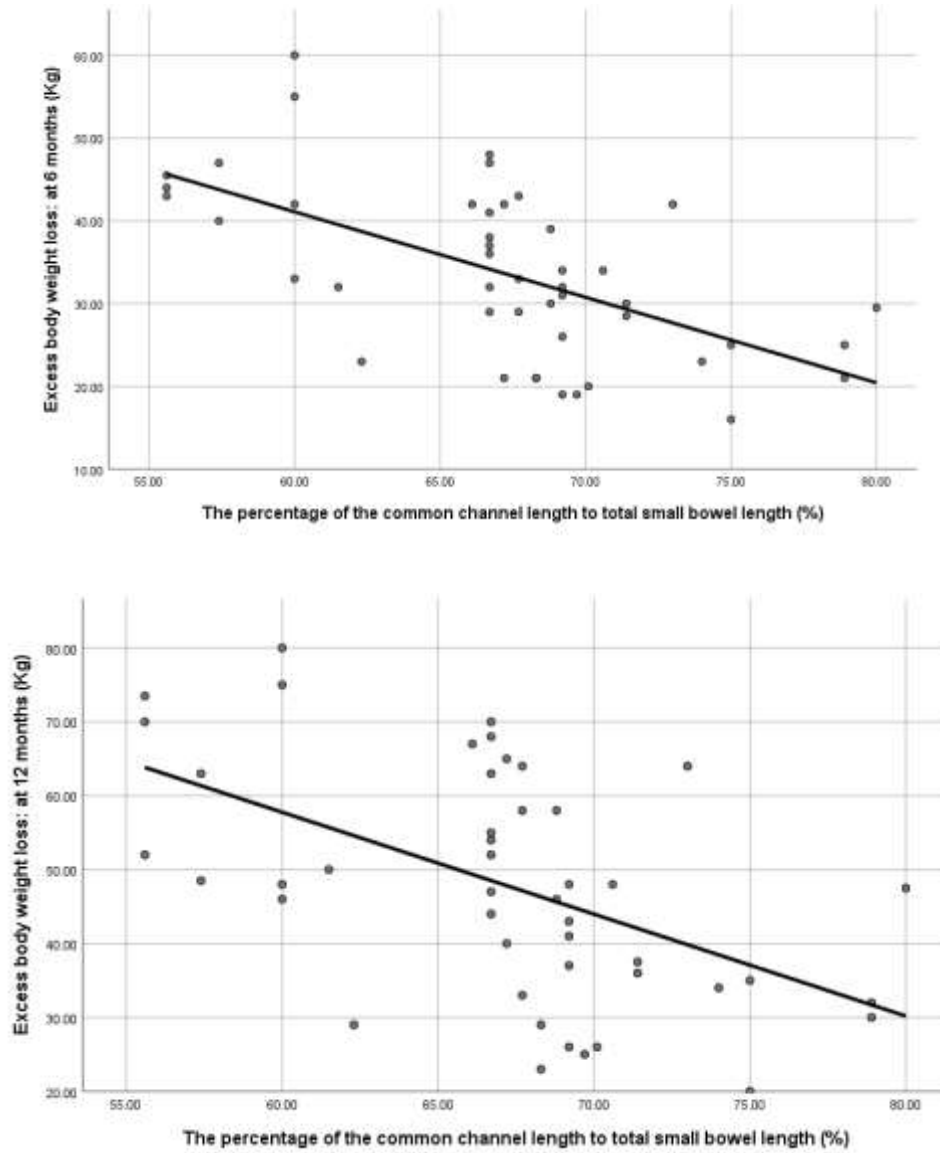 Excess body weight loss: at 6 months (Kg)
60.00
50.00
40.00
30.00
20.00
10.00
55.00 60.00 65.00 70.00 75.00 80.00
The percentage of the common channel length to total small bowel length (%)
Excess body weight loss: at 12 months (Kg)
80.00
70.00
60.00
50.00
40.00
30.00
20.00
55.00 60.00 65.00 70.00 75.00 80.00
The percentage of the common channel length to total small bowel length (%)